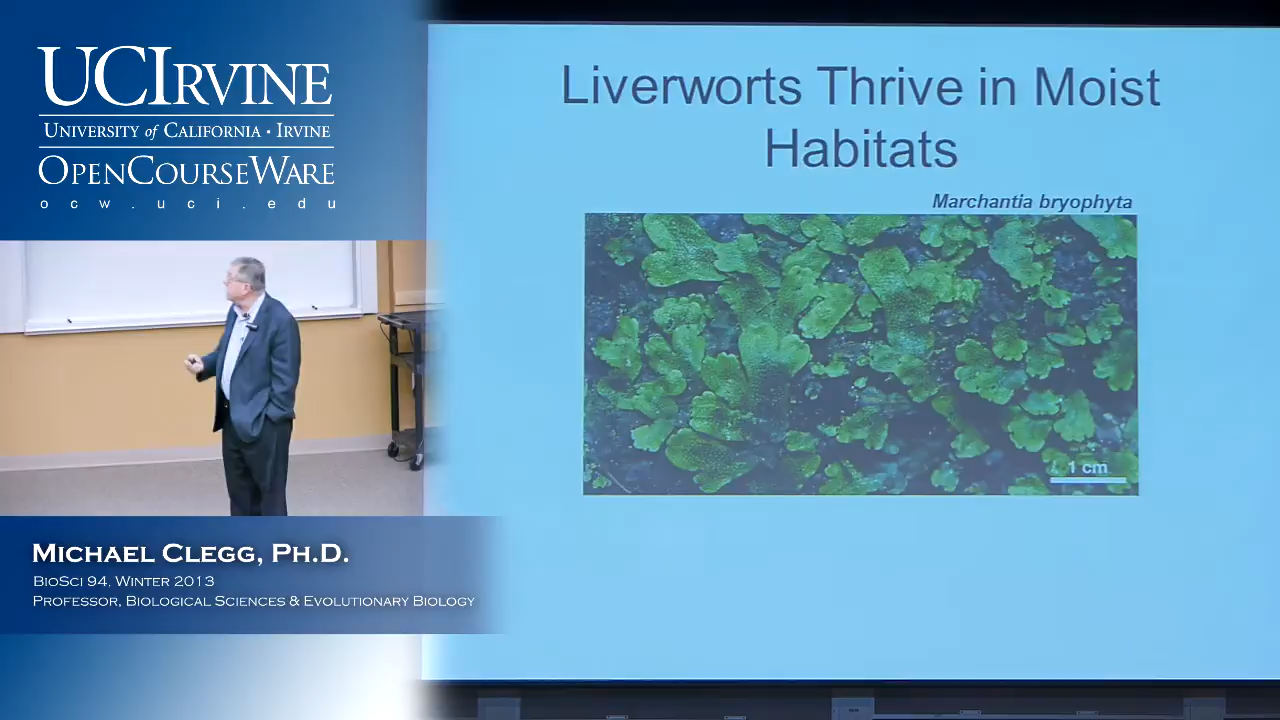 UCIRVINE
UNIVERSITY of CALIFORNIA · IRVINE
OPENCOURSEWARE
ocw.uci.edu
Liverworts Thrive in Moist
Habitats
Marchantia bryophyta
1 cm
MICHAEL CLEGG, PH.D.
BIOSCI 94, WINTER 2013
PROFESSOR, BIOLOGICAL SCIENCES & EVOLUTIONARY BIOLOGY